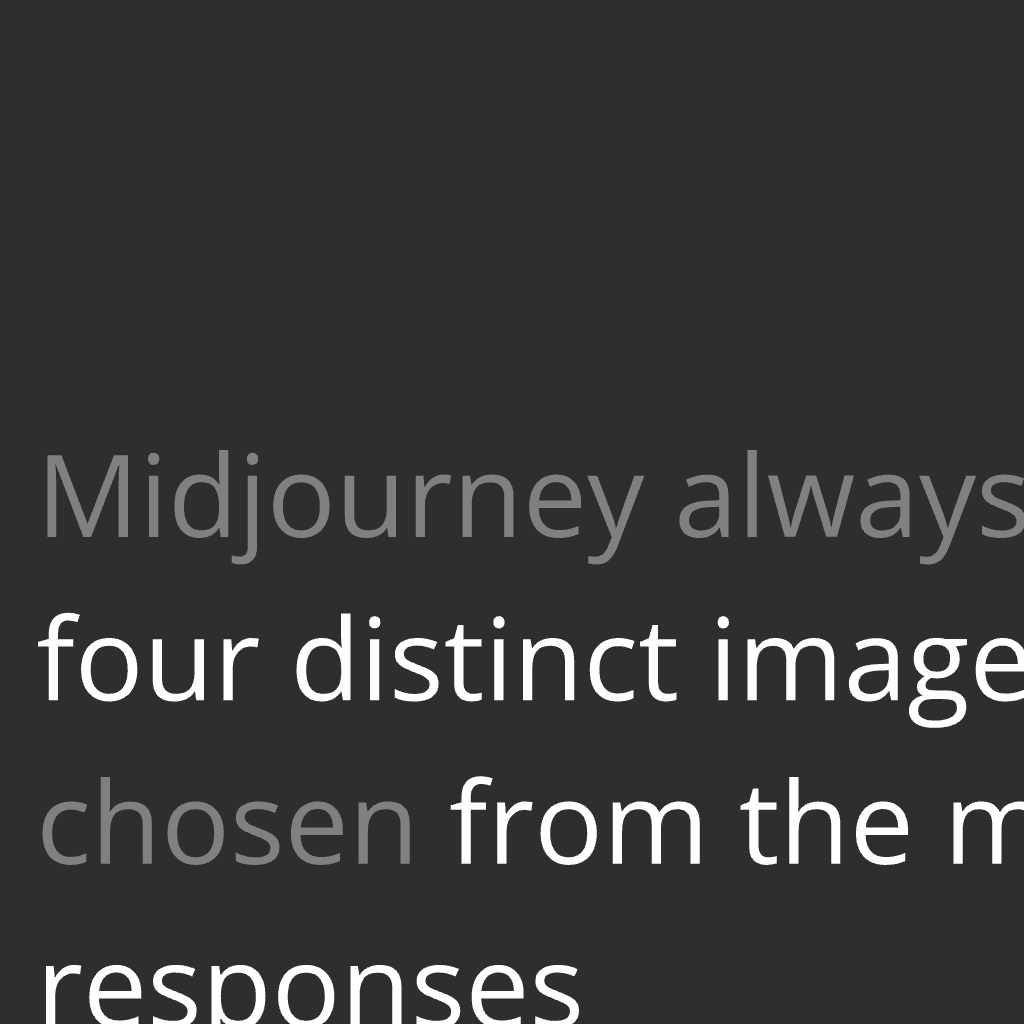 Midjourney always
four distinct image
chosen from the m
responses